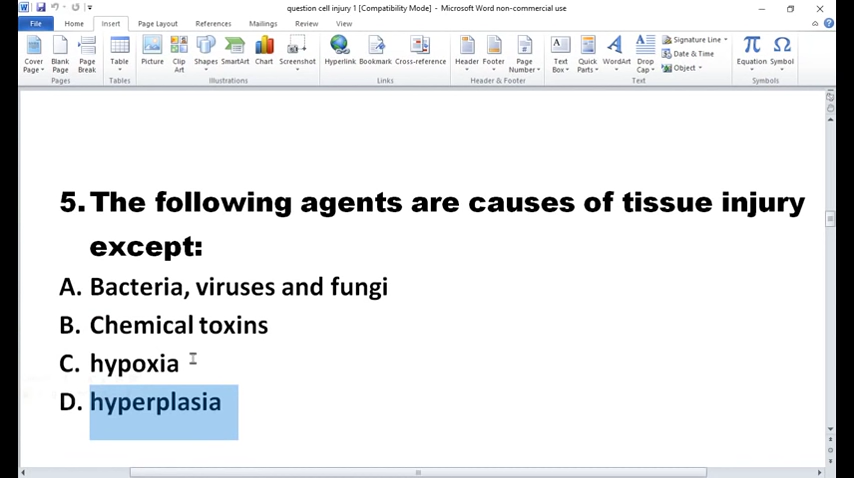 question cell injury 1 [Compatibility Mode] - Microsoft Word non-commercial use
File Home Insert Page Layout References Mailings Review View
Cover Page Blank Page Page Break Table Picture Clip Art Shapes SmartArt Chart Screenshot Hyperlink Bookmark Cross-reference Header Footer Page Number Text Box Quick Parts WordArt Drop Cap Signature Line Date & Time Object Equation Symbol
Pages Tables Illustrations Links Header & Footer Text Symbols
5. The following agents are causes of tissue injury
except:
A. Bacteria, viruses and fungi
B. Chemical toxins
C. hypoxia
D. hyperplasia